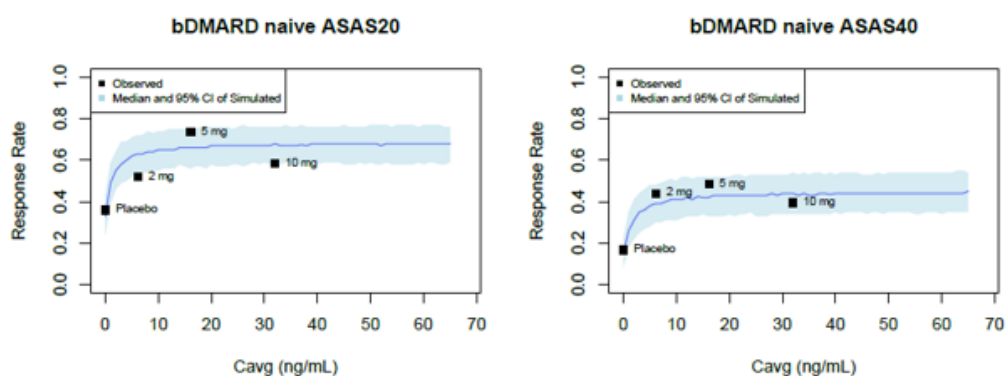 bDMARD naive ASAS20
Observed
Median and 95% CI of Simulated
Response Rate
1.0
0.8
0.6
0.4
0.2
0.0
5 mg
2 mg
10 mg
Placebo
0 10 20 30 40 50 60 70
Cavg (ng/mL)
bDMARD naive ASAS40
Observed
Median and 95% CI of Simulated
Response Rate
1.0
0.8
0.6
0.4
0.2
0.0
2 mg
5 mg
10 mg
Placebo
0 10 20 30 40 50 60 70
Cavg (ng/mL)